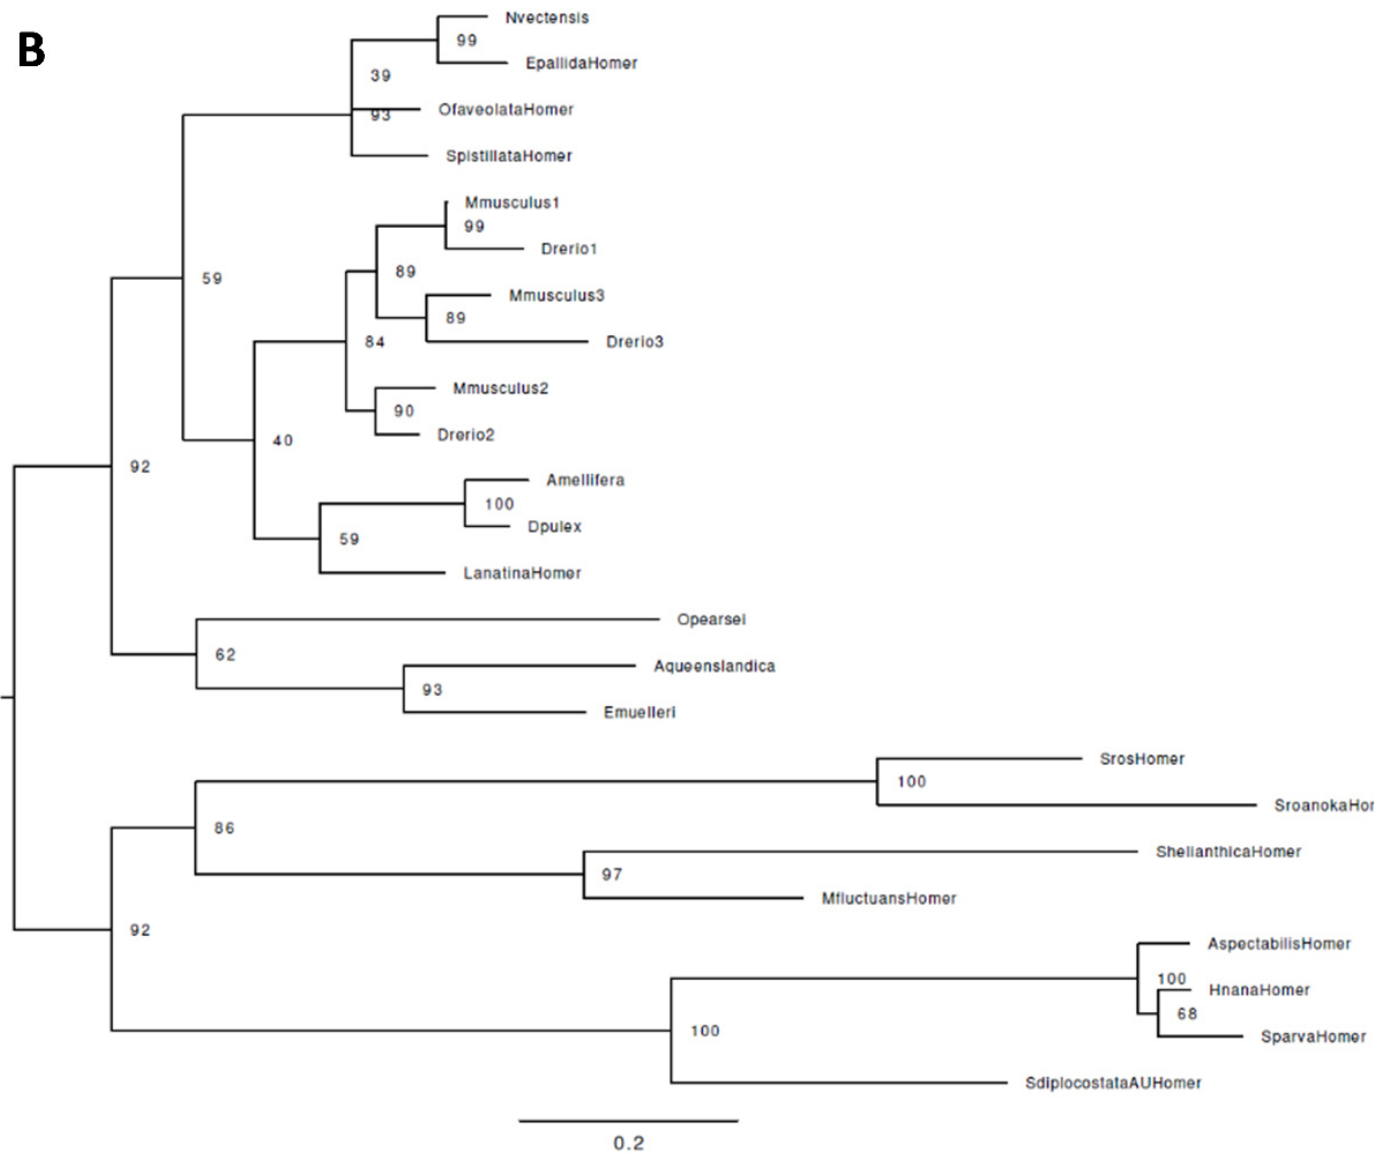 B
Nvectensis
99
EpallidaHomer
39
OfaveolataHomer
93
SpistillataHomer
Mmusculus1
99
Drerio1
89
Mmusculus3
89
Drerio3
84
Mmusculus2
90
Drerio2
59
40
92
Amellifera
100
Dpulex
59
LanatinaHomer
Opearsei
62
Aqueenslandica
93
Emuelleri
SrosHomer
100
SroanokaHor
86
ShelianthicaHomer
97
MfluctuansHomer
92
AspectabilisHomer
100
HnanaHomer
68
SparvaHomer
100
SdiplocostataAUHomer
0.2